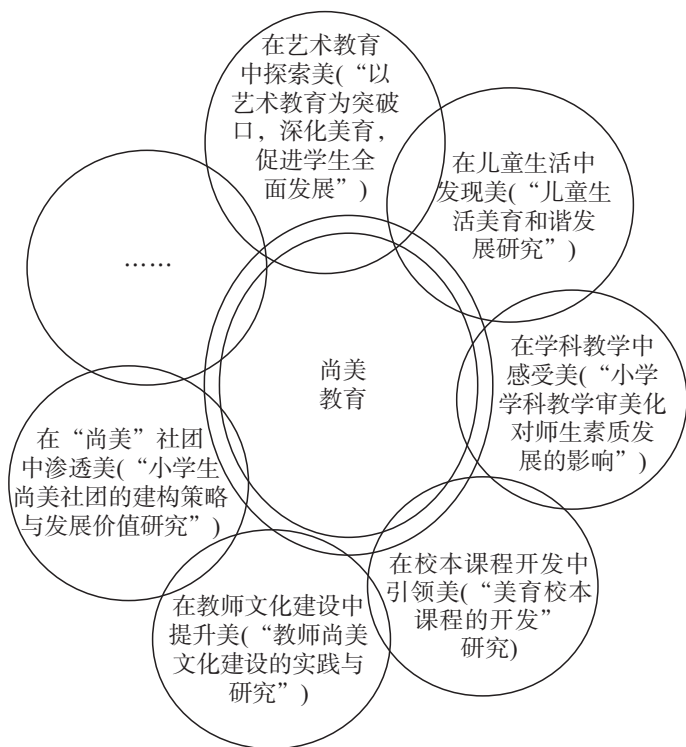 在艺术教育
中探索美(“以
艺术教育为突破
口，深化美育，
促进学生全
面发展”)
在儿童生活中
发现美(“儿童生
活美育和谐发
展研究”)
……
尚美
教育
在学科教学中
感受美(“小学
学科教学审美化
对师生素质发
展的影响”)
在“尚美”社团
中渗透美(“小学生
尚美社团的建构策略
与发展价值研究”)
在校本课程开发中
引领美(“美育校本
课程的开发”
研究)
在教师文化建设中
提升美(“教师尚美
文化建设的实践与
研究”)